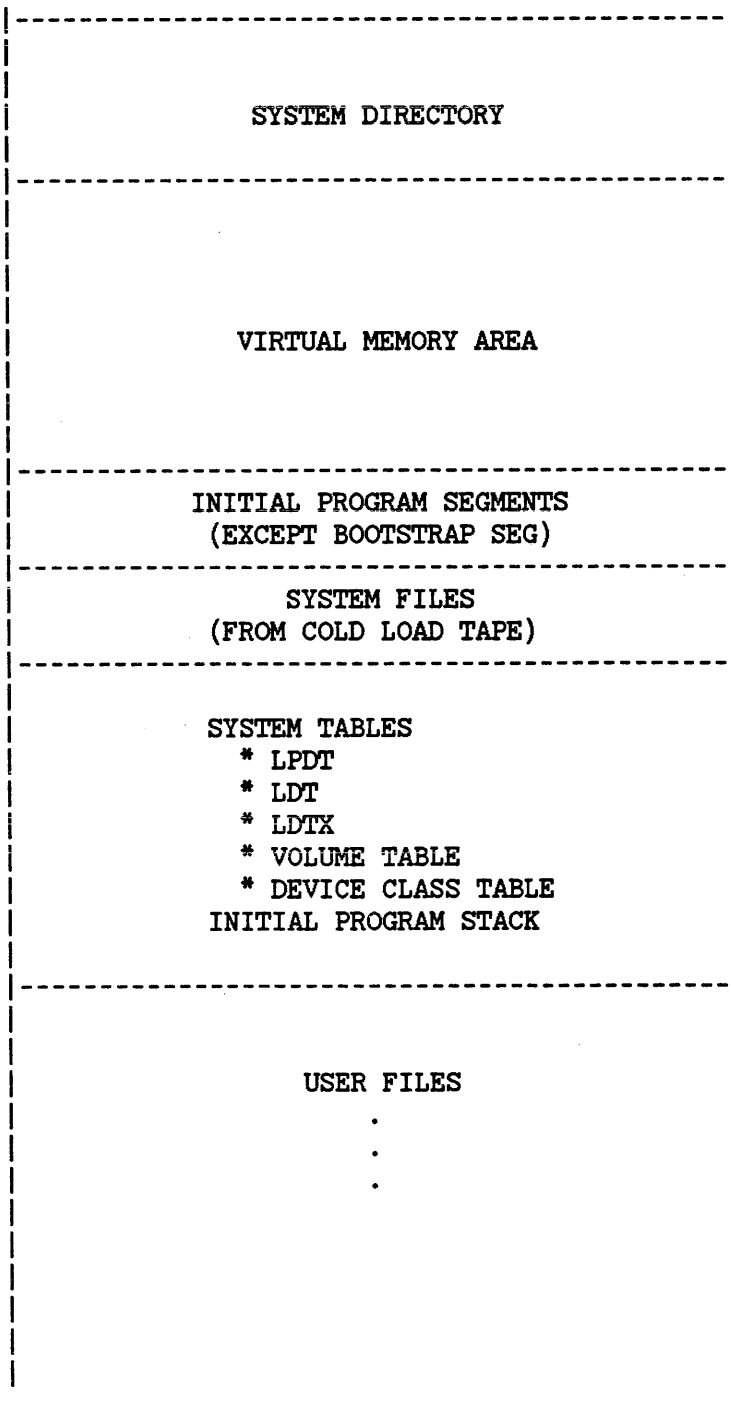 SYSTEM DIRECTORY
VIRTUAL MEMORY AREA
INITIAL PROGRAM SEGMENTS
(EXCEPT BOOTSTRAP SEG)
SYSTEM FILES
(FROM COLD LOAD TAPE)
SYSTEM TABLES
* LPDT
* LDT
* LDTX
* VOLUME TABLE
* DEVICE CLASS TABLE
INITIAL PROGRAM STACK
USER FILES
.
.
.